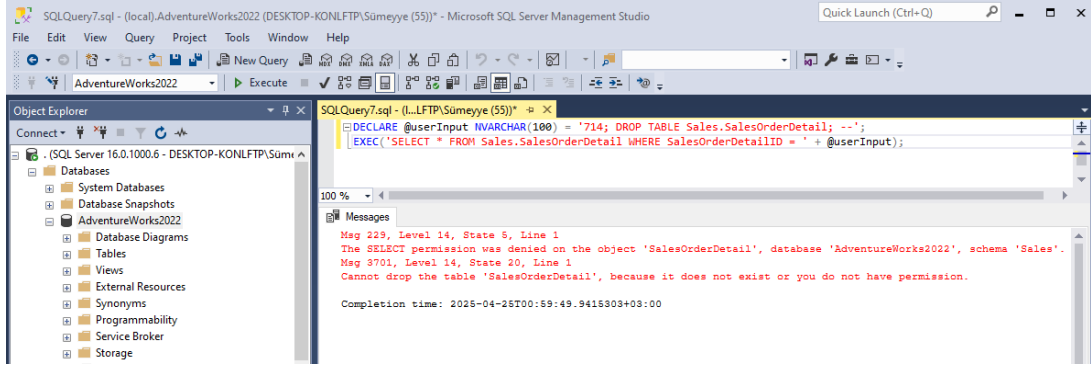 SQLQuery7.sql - (local).AdventureWorks2022 (DESKTOP-KONLFTP\Sümeyye (55))* - Microsoft SQL Server Management Studio
Quick Launch (Ctrl+Q)
File Edit View Query Project Tools Window Help
New Query
AdventureWorks2022 Execute
Object Explorer
SQLQuery7.sql - (l...LFTP\Sümeyye (55))*
Connect
DECLARE @userInput NVARCHAR(100) = '714; DROP TABLE Sales.SalesOrderDetail; --';
EXEC('SELECT * FROM Sales.SalesOrderDetail WHERE SalesOrderDetailID = ' + @userInput);
. (SQL Server 16.0.1000.6 - DESKTOP-KONLFTP\Süme
Databases
System Databases
Database Snapshots
AdventureWorks2022
Database Diagrams
Tables
Views
External Resources
Synonyms
Programmability
Service Broker
Storage
100 %
Messages
Msg 229, Level 14, State 5, Line 1
The SELECT permission was denied on the object 'SalesOrderDetail', database 'AdventureWorks2022', schema 'Sales'.
Msg 3701, Level 14, State 20, Line 1
Cannot drop the table 'SalesOrderDetail', because it does not exist or you do not have permission.
Completion time: 2025-04-25T00:59:49.9415303+03:00